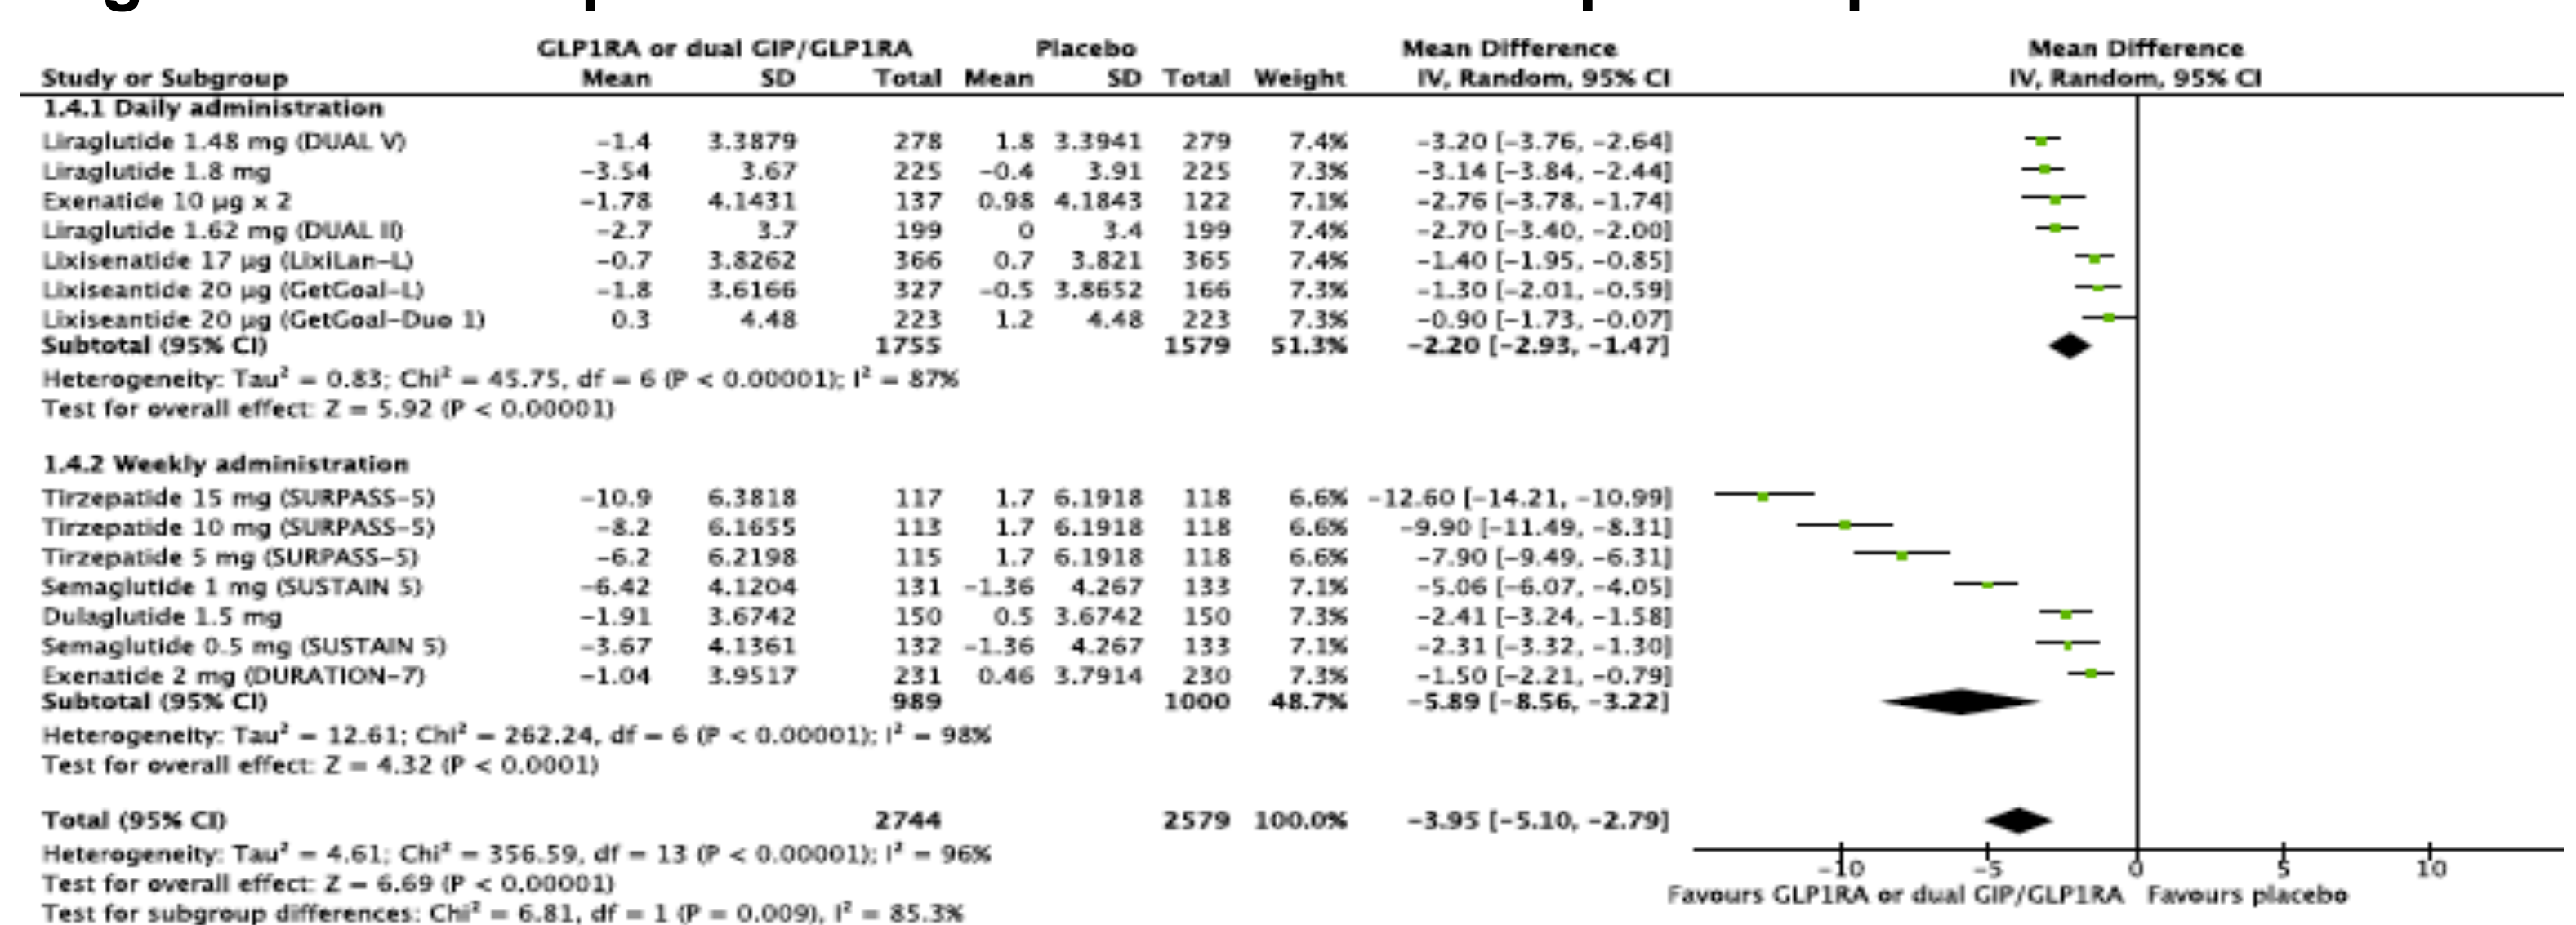 GLP1RA or dual GIP/GLP1RA Placebo Mean Difference Mean Difference
Study or Subgroup Mean SD Total Mean SD Total Weight IV, Random, 95% CI IV, Random, 95% CI
1.4.1 Daily administration
Liraglutide 1.48 mg (DUAL V) −1.4 3.3879 278 1.8 3.3941 279 7.4% −3.20 [−3.76, −2.64]
Liraglutide 1.8 mg −3.54 3.67 225 −0.4 3.91 225 7.3% −3.14 [−3.84, −2.44]
Exenatide 10 µg x 2 −1.78 4.1431 137 0.98 4.1843 122 7.1% −2.76 [−3.78, −1.74]
Liraglutide 1.62 mg (DUAL II) −2.7 3.7 199 0 3.4 199 7.4% −2.70 [−3.40, −2.00]
Lixisenatide 17 µg (LixiLan−L) −0.7 3.8262 366 0.7 3.821 365 7.4% −1.40 [−1.95, −0.85]
Lixiseantide 20 µg (GetGoal−L) −1.8 3.6166 327 −0.5 3.8652 166 7.3% −1.30 [−2.01, −0.59]
Lixiseantide 20 µg (GetGoal−Duo 1) 0.3 4.48 223 1.2 4.48 223 7.3% −0.90 [−1.73, −0.07]
Subtotal (95% CI) 1755 1579 51.3% −2.20 [−2.93, −1.47]
Heterogeneity: Tau² = 0.83; Chi² = 45.75, df = 6 (P < 0.00001); I² = 87%
Test for overall effect: Z = 5.92 (P < 0.00001)
1.4.2 Weekly administration
Tirzepatide 15 mg (SURPASS−5) −10.9 6.3818 117 1.7 6.1918 118 6.6% −12.60 [−14.21, −10.99]
Tirzepatide 10 mg (SURPASS−5) −8.2 6.1655 113 1.7 6.1918 118 6.6% −9.90 [−11.49, −8.31]
Tirzepatide 5 mg (SURPASS−5) −6.2 6.2198 115 1.7 6.1918 118 6.6% −7.90 [−9.49, −6.31]
Semaglutide 1 mg (SUSTAIN 5) −6.42 4.1204 131 −1.36 4.267 133 7.1% −5.06 [−6.07, −4.05]
Dulaglutide 1.5 mg −1.91 3.6742 150 0.5 3.6742 150 7.3% −2.41 [−3.24, −1.58]
Semaglutide 0.5 mg (SUSTAIN 5) −3.67 4.1361 132 −1.36 4.267 133 7.1% −2.31 [−3.32, −1.30]
Exenatide 2 mg (DURATION−7) −1.04 3.9517 231 0.46 3.7914 230 7.3% −1.50 [−2.21, −0.79]
Subtotal (95% CI) 989 1000 48.7% −5.89 [−8.56, −3.22]
Heterogeneity: Tau² = 12.61; Chi² = 262.24, df = 6 (P < 0.00001); I² = 98%
Test for overall effect: Z = 4.32 (P < 0.0001)
Total (95% CI) 2744 2579 100.0% −3.95 [−5.10, −2.79]
Heterogeneity: Tau² = 4.61; Chi² = 356.59, df = 13 (P < 0.00001); I² = 96%
Test for overall effect: Z = 6.69 (P < 0.00001)
Test for subgroup differences: Chi² = 6.81, df = 1 (P = 0.009), I² = 85.3%
−10 −5 0 5 10
Favours GLP1RA or dual GIP/GLP1RA Favours placebo